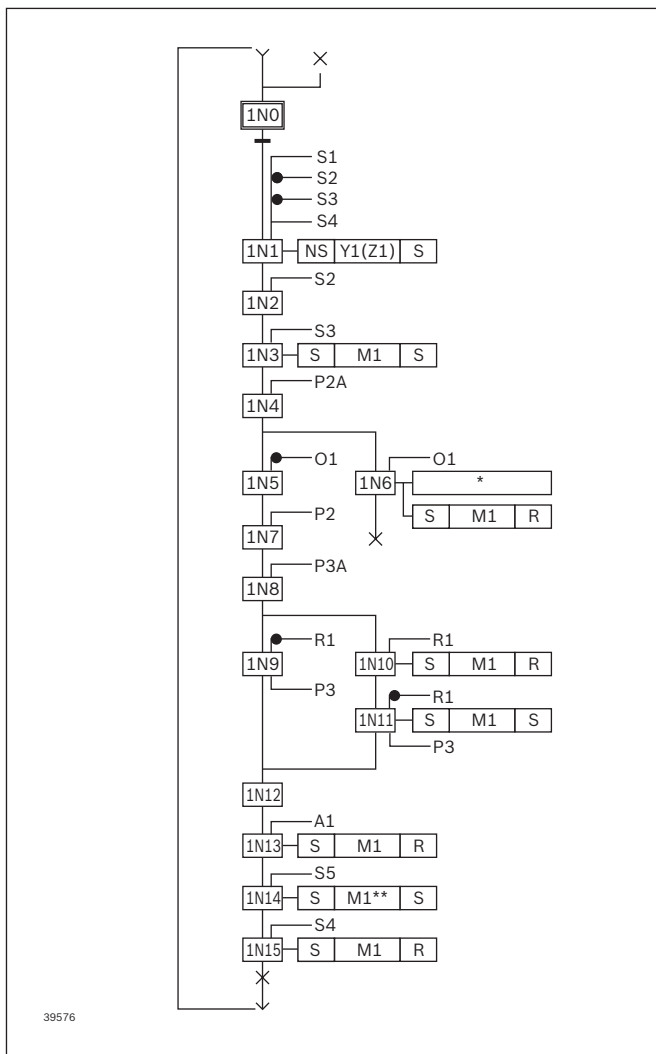 1N0
S1
S2
S3
S4
1N1 NS Y1(Z1) S
S2
1N2
S3
1N3 S M1 S
P2A
1N4
O1 O1
1N5 1N6 *
S M1 R
P2
1N7
P3A
1N8
R1 R1
1N9 1N10 S M1 R
P3 R1
1N11 S M1 S
P3
1N12
A1
1N13 S M1 R
S5
1N14 S M1** S
S4
1N15 S M1 R
39576